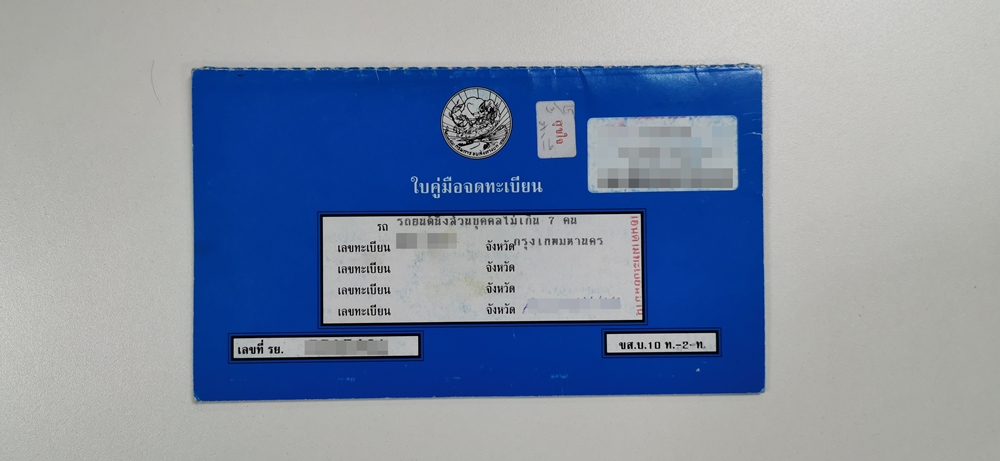 ใบคู่มือจดทะเบียน
รถ รถยนต์นั่งส่วนบุคคลไม่เกิน 7 คน
เลขทะเบียน จังหวัด กรุงเทพมหานคร
เลขทะเบียน จังหวัด
เลขทะเบียน จังหวัด
เลขทะเบียน จังหวัด
เลขที่ รย.
ขส.บ.10 ท.-2-ท.